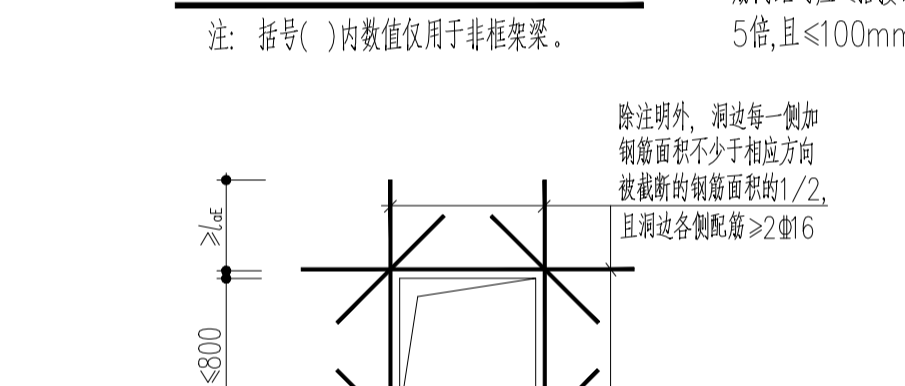 注: 括号( )内数值仅用于非框架梁。
5倍,且≤100mm
除注明外, 洞边每一侧加
钢筋面积不少于相应方向
被截断的钢筋面积的1/2,
且洞边各侧配筋≥2Φ16
≥laE
≤800